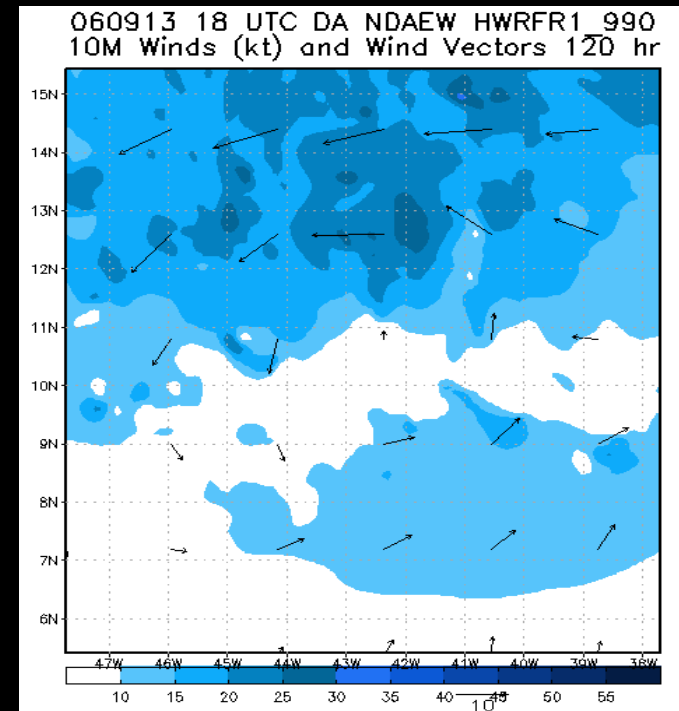 060913 18 UTC DA NDAEW HWRFR1_990
10M Winds (kt) and Wind Vectors 120 hr
15N
14N
13N
12N
11N
10N
9N
8N
7N
6N
47W 46W 45W 44W 43W 42W 41W 40W 39W 38W
10 15 20 25 30 35 40 45 50 55
10